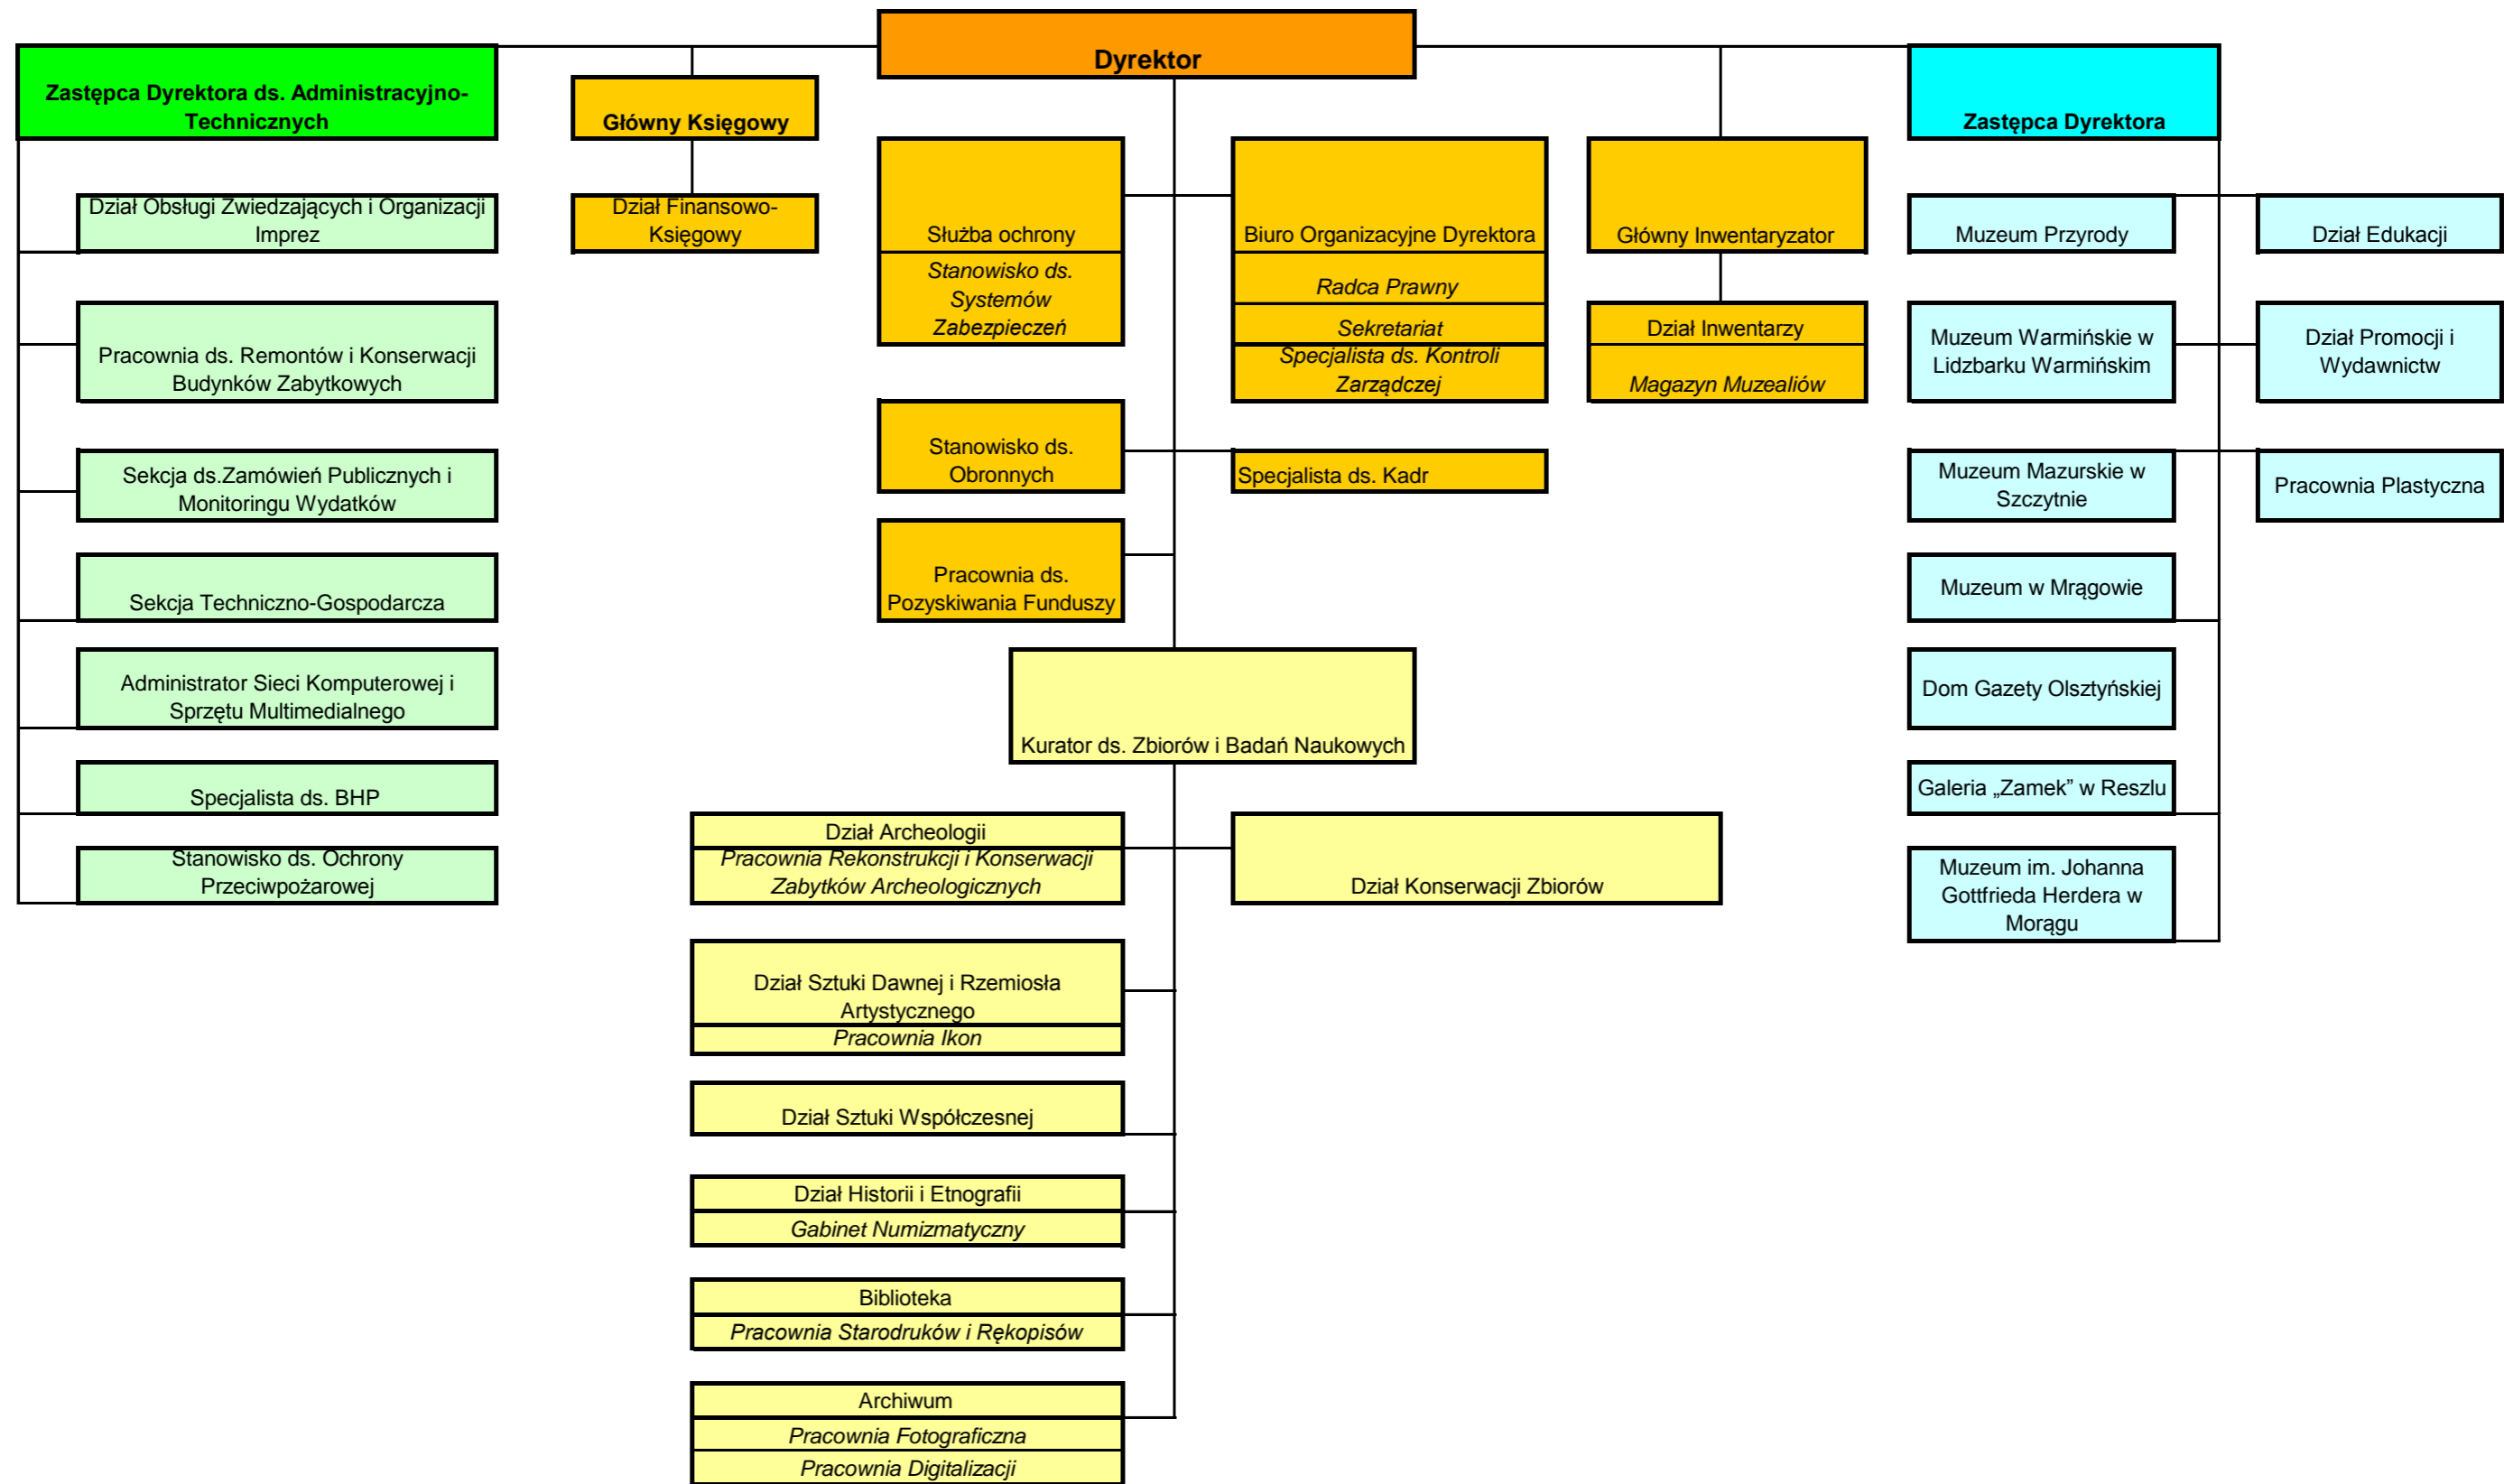 Dyrektor
Zastępca Dyrektora ds. Administracyjno-
Technicznych
Główny Księgowy
Zastępca Dyrektora
Dział Obsługi Zwiedzających i Organizacji
Imprez
Pracownia ds. Remontów i Konserwacji
Budynków Zabytkowych
Sekcja ds.Zamówień Publicznych i
Monitoringu Wydatków
Sekcja Techniczno-Gospodarcza
Administrator Sieci Komputerowej i
Sprzętu Multimedialnego
Specjalista ds. BHP
Stanowisko ds. Ochrony
Przeciwpożarowej
Dział Finansowo-
Księgowy
Służba ochrony
Stanowisko ds.
Systemów
Zabezpieczeń
Stanowisko ds.
Obronnych
Pracownia ds.
Pozyskiwania Funduszy
Biuro Organizacyjne Dyrektora
Radca Prawny
Sekretariat
Specjalista ds. Kontroli
Zarządczej
Specjalista ds. Kadr
Główny Inwentaryzator
Dział Inwentarzy
Magazyn Muzealiów
Muzeum Przyrody
Muzeum Warmińskie w
Lidzbarku Warmińskim
Muzeum Mazurskie w
Szczytnie
Muzeum w Mrągowie
Dom Gazety Olsztyńskiej
Galeria „Zamek” w Reszlu
Muzeum im. Johanna
Gottfrieda Herdera w
Morągu
Dział Edukacji
Dział Promocji i
Wydawnictw
Pracownia Plastyczna
Kurator ds. Zbiorów i Badań Naukowych
Dział Archeologii
Pracownia Rekonstrukcji i Konserwacji
Zabytków Archeologicznych
Dział Konserwacji Zbiorów
Dział Sztuki Dawnej i Rzemiosła
Artystycznego
Pracownia Ikon
Dział Sztuki Współczesnej
Dział Historii i Etnografii
Gabinet Numizmatyczny
Biblioteka
Pracownia Starodruków i Rękopisów
Archiwum
Pracownia Fotograficzna
Pracownia Digitalizacji